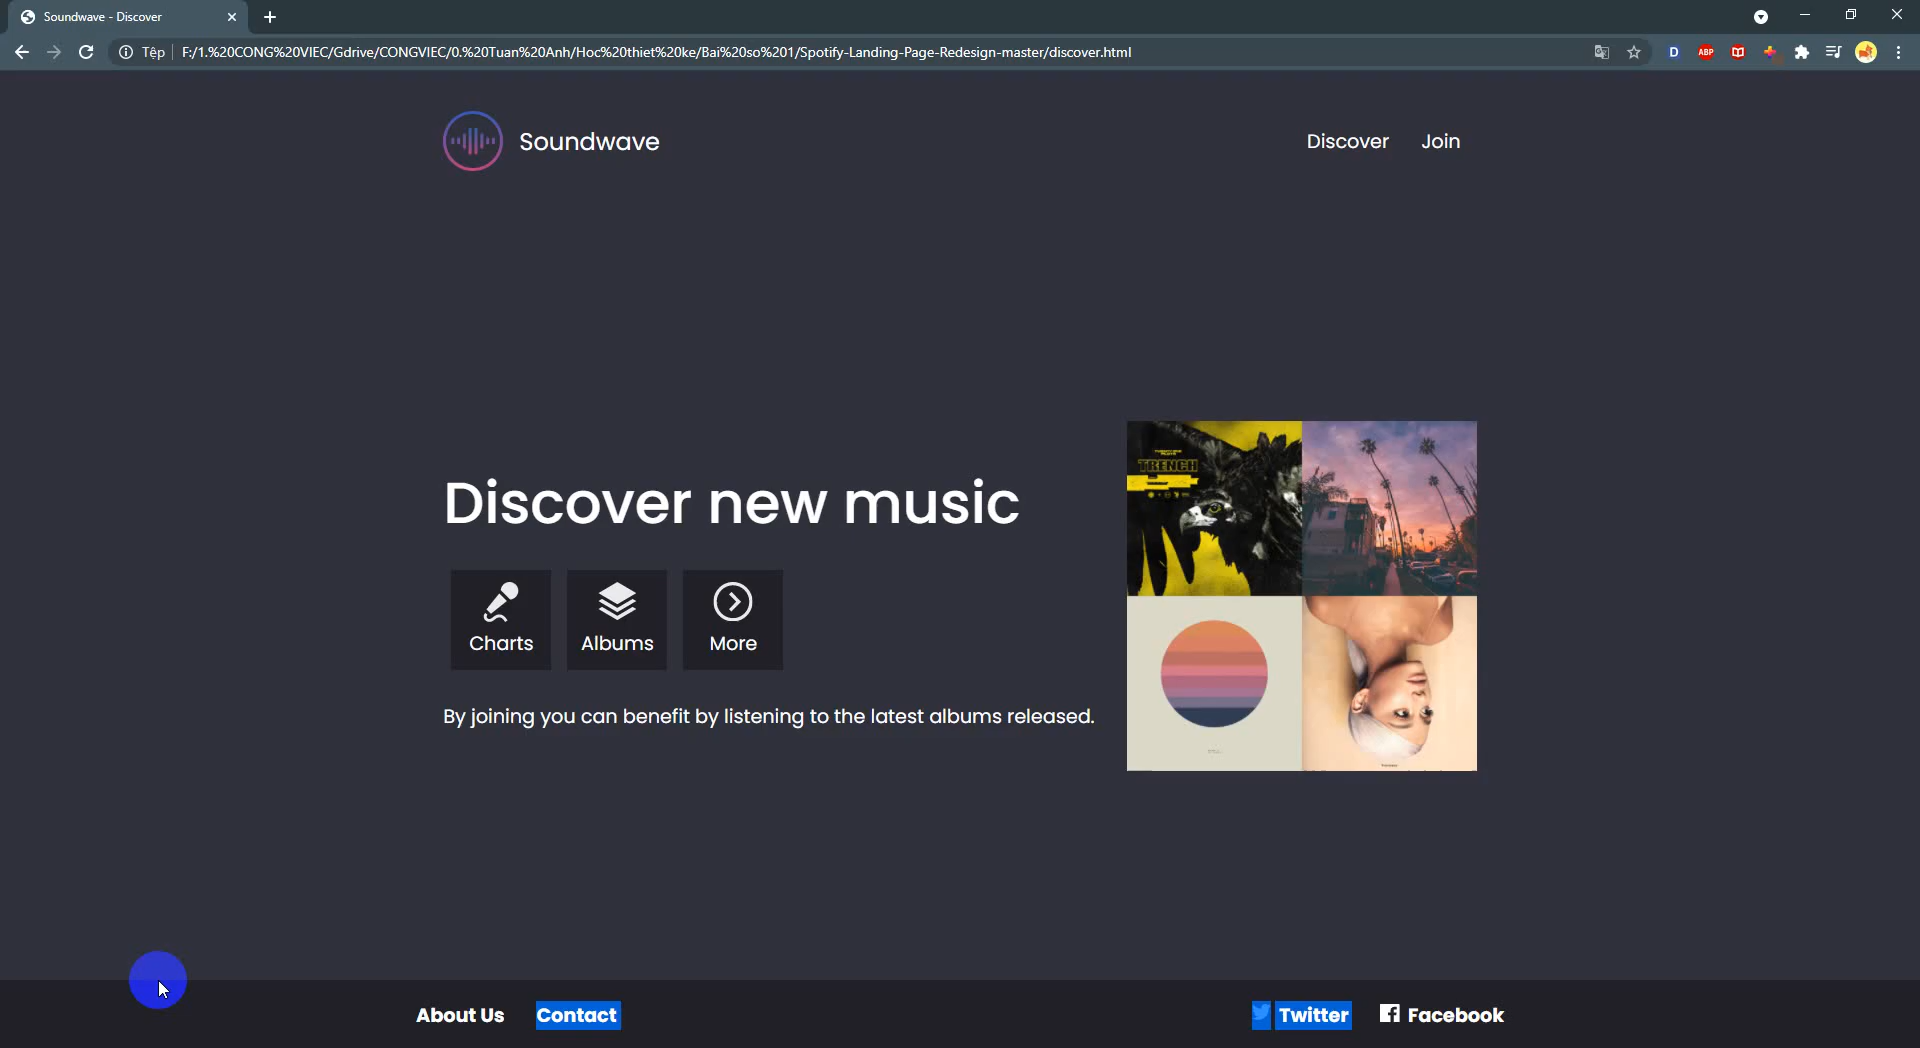 Soundwave - Discover
Tệp
F:/1.%20CONG%20VIEC/Gdrive/CONGVIEC/0.%20Tuan%20Anh/Hoc%20thiet%20ke/Bai%20so%201/Spotify-Landing-Page-Redesign-master/discover.html
D
ABP
Soundwave
Discover
Join
TRENCH
Discover new music
Charts
Albums
More
By joining you can benefit by listening to the latest albums released.
About Us
Contact
Twitter
Facebook